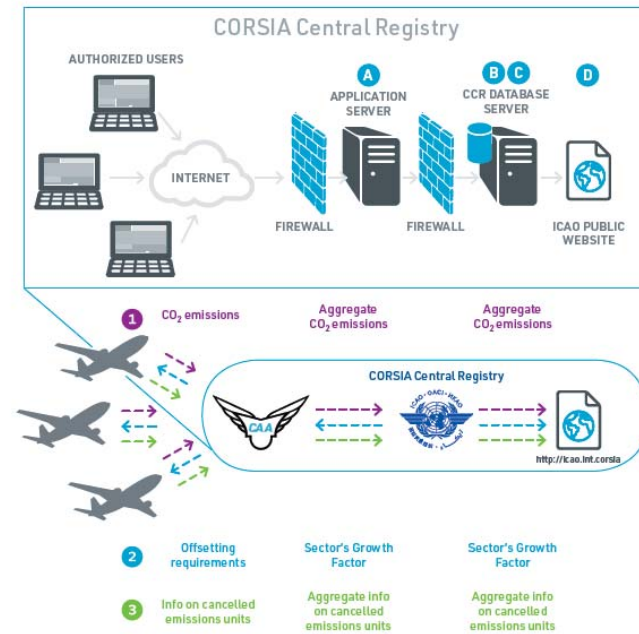 CORSIA Central Registry
AUTHORIZED USERS
INTERNET
FIREWALL
A
APPLICATION
SERVER
FIREWALL
B C
CCR DATABASE
SERVER
D
ICAO PUBLIC
WEBSITE
1 CO₂ emissions
Aggregate
CO₂ emissions
Aggregate
CO₂ emissions
CORSIA Central Registry
CAA
ICAO · OACI · ИКАО
http://icao.int.corsia
2 Offsetting
requirements
Sector's Growth
Factor
Sector's Growth
Factor
3 Info on cancelled
emissions units
Aggregate info
on cancelled
emissions units
Aggregate info
on cancelled
emissions units